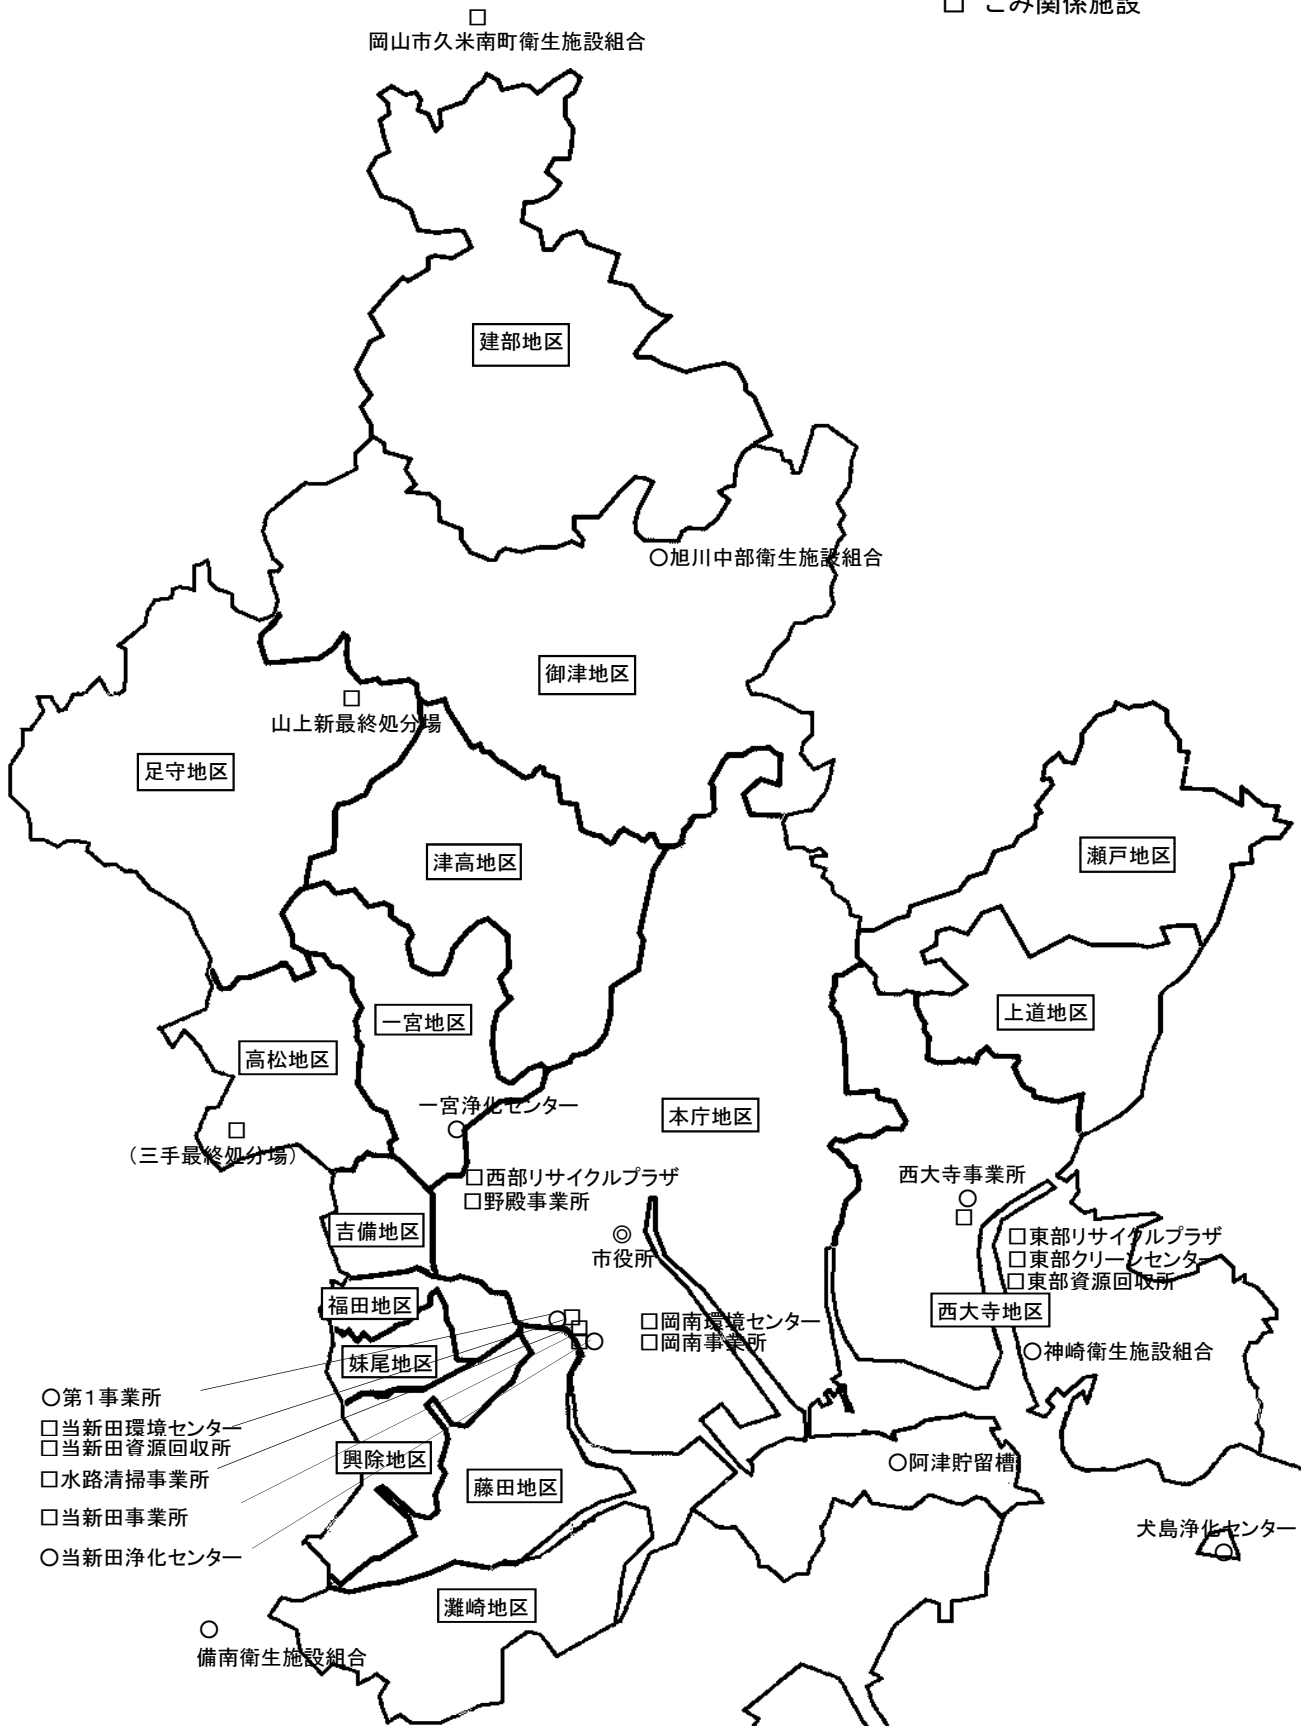 □ ごみ関係施設
□
岡山市久米南町衛生施設組合
建部地区
○旭川中部衛生施設組合
御津地区
□
山上新最終処分場
足守地区
津高地区
瀬戸地区
一宮地区
上道地区
高松地区
一宮浄化センター
○
本庁地区
□
（三手最終処分場）
□西部リサイクルプラザ
□野殿事業所
西大寺事業所
○
□
吉備地区
◎
市役所
□東部リサイクルプラザ
□東部クリーンセンター
□東部資源回収所
福田地区
西大寺地区
□岡南環境センター
□岡南事業所
妹尾地区
○神崎衛生施設組合
○第1事業所
□当新田環境センター
□当新田資源回収所
□水路清掃事業所
□当新田事業所
○当新田浄化センター
興除地区
藤田地区
○阿津貯留槽
犬島浄化センター
○
灘崎地区
○
備南衛生施設組合